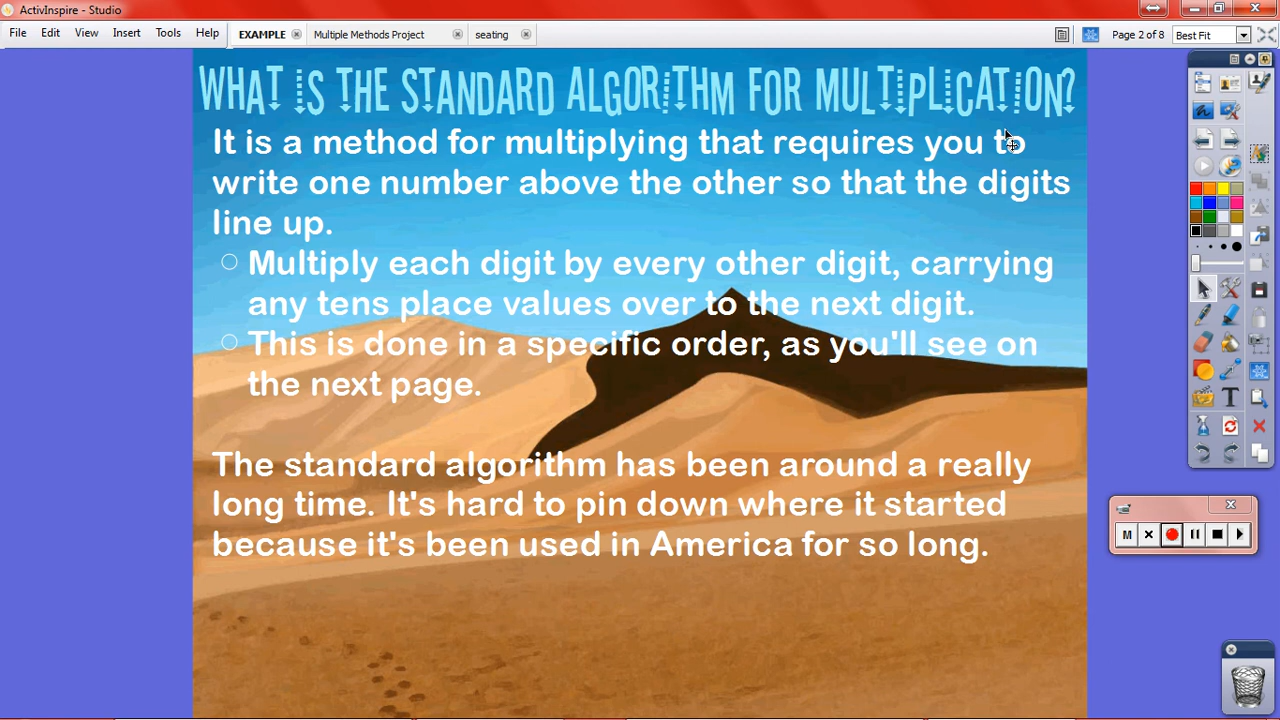 ActivInspire - Studio
File Edit View Insert Tools Help EXAMPLE Multiple Methods Project seating Page 2 of 8 Best Fit
WHAT IS THE STANDARD ALGORITHM FOR MULTIPLICATION?
It is a method for multiplying that requires you to
write one number above the other so that the digits
line up.
Multiply each digit by every other digit, carrying
any tens place values over to the next digit.
This is done in a specific order, as you'll see on
the next page.
The standard algorithm has been around a really
long time. It's hard to pin down where it started
because it's been used in America for so long.
M